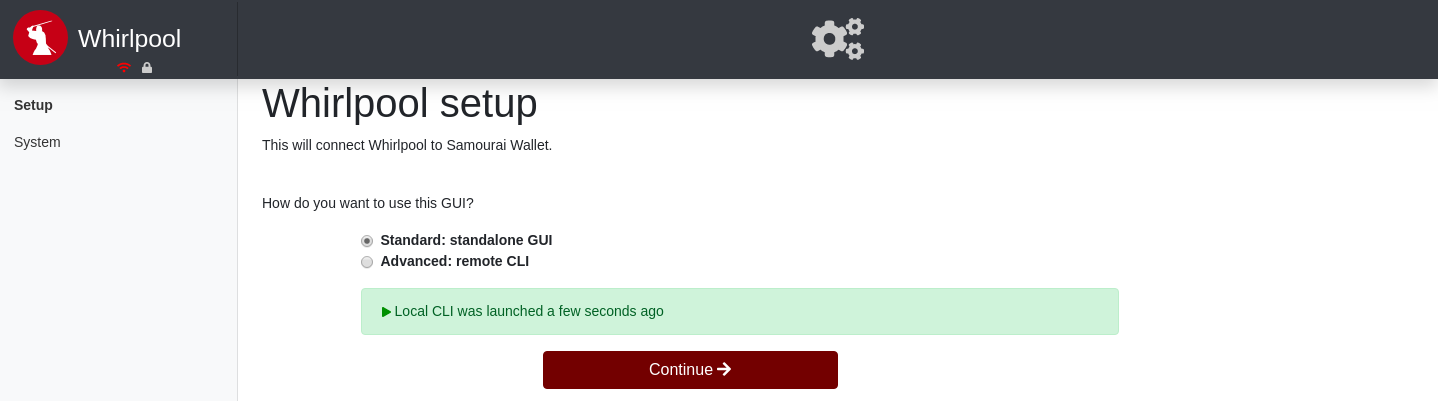 Whirlpool
Setup
System
Whirlpool setup
This will connect Whirlpool to Samourai Wallet.
How do you want to use this GUI?
Standard: standalone GUI
Advanced: remote CLI
Local CLI was launched a few seconds ago
Continue